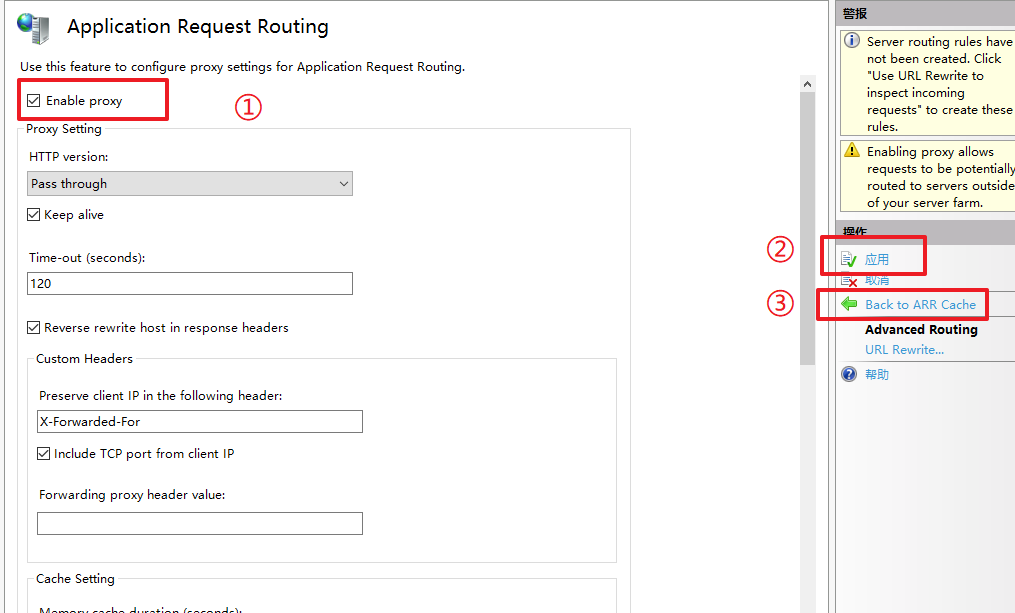 Application Request Routing
Use this feature to configure proxy settings for Application Request Routing.
Enable proxy
①
Proxy Setting
HTTP version:
Pass through
Keep alive
Time-out (seconds):
120
Reverse rewrite host in response headers
Custom Headers
Preserve client IP in the following header:
X-Forwarded-For
Include TCP port from client IP
Forwarding proxy header value:
Cache Setting
Memory cache duration (seconds):
警报
Server routing rules have
not been created. Click
"Use URL Rewrite to
inspect incoming
requests" to create these
rules.
Enabling proxy allows
requests to be potentially
routed to servers outside
of your server farm.
操作
②
应用
取消
③
Back to ARR Cache
Advanced Routing
URL Rewrite...
帮助